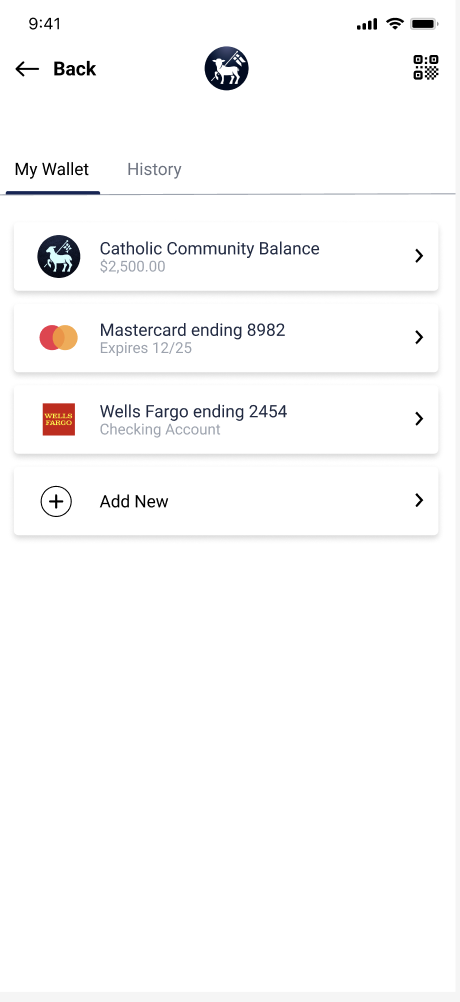 9:41
Back
My Wallet
History
Catholic Community Balance
$2,500.00
Mastercard ending 8982
Expires 12/25
WELLS
FARGO
Wells Fargo ending 2454
Checking Account
Add New